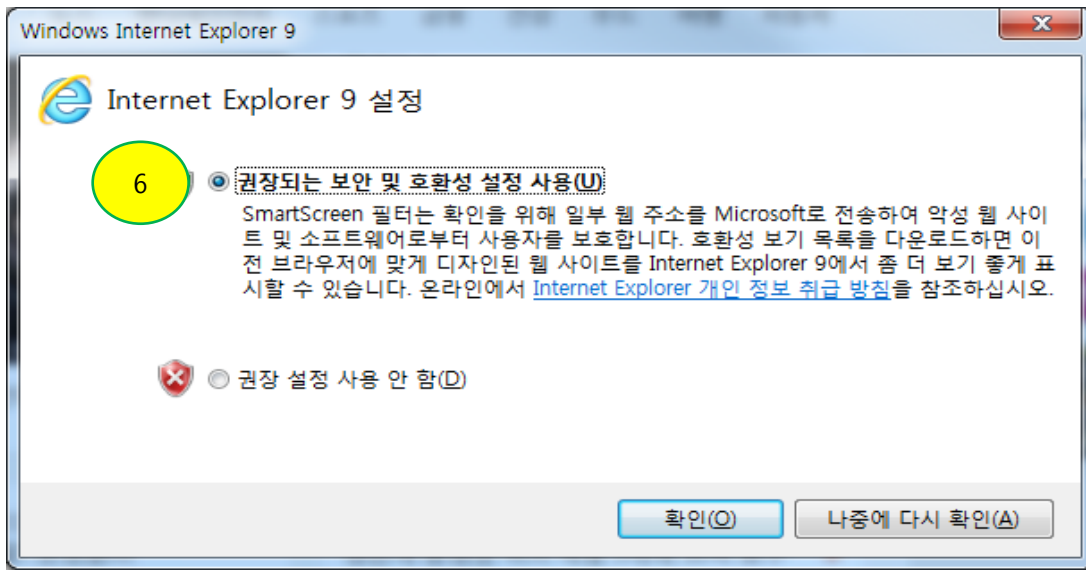 Windows Internet Explorer 9
Internet Explorer 9 설정
6
권장되는 보안 및 호환성 설정 사용(U)
SmartScreen 필터는 확인을 위해 일부 웹 주소를 Microsoft로 전송하여 악성 웹 사이
트 및 소프트웨어로부터 사용자를 보호합니다. 호환성 보기 목록을 다운로드하면 이
전 브라우저에 맞게 디자인된 웹 사이트를 Internet Explorer 9에서 좀 더 보기 좋게 표
시할 수 있습니다. 온라인에서 Internet Explorer 개인 정보 취급 방침을 참조하십시오.
권장 설정 사용 안 함(D)
확인(O)
나중에 다시 확인(A)